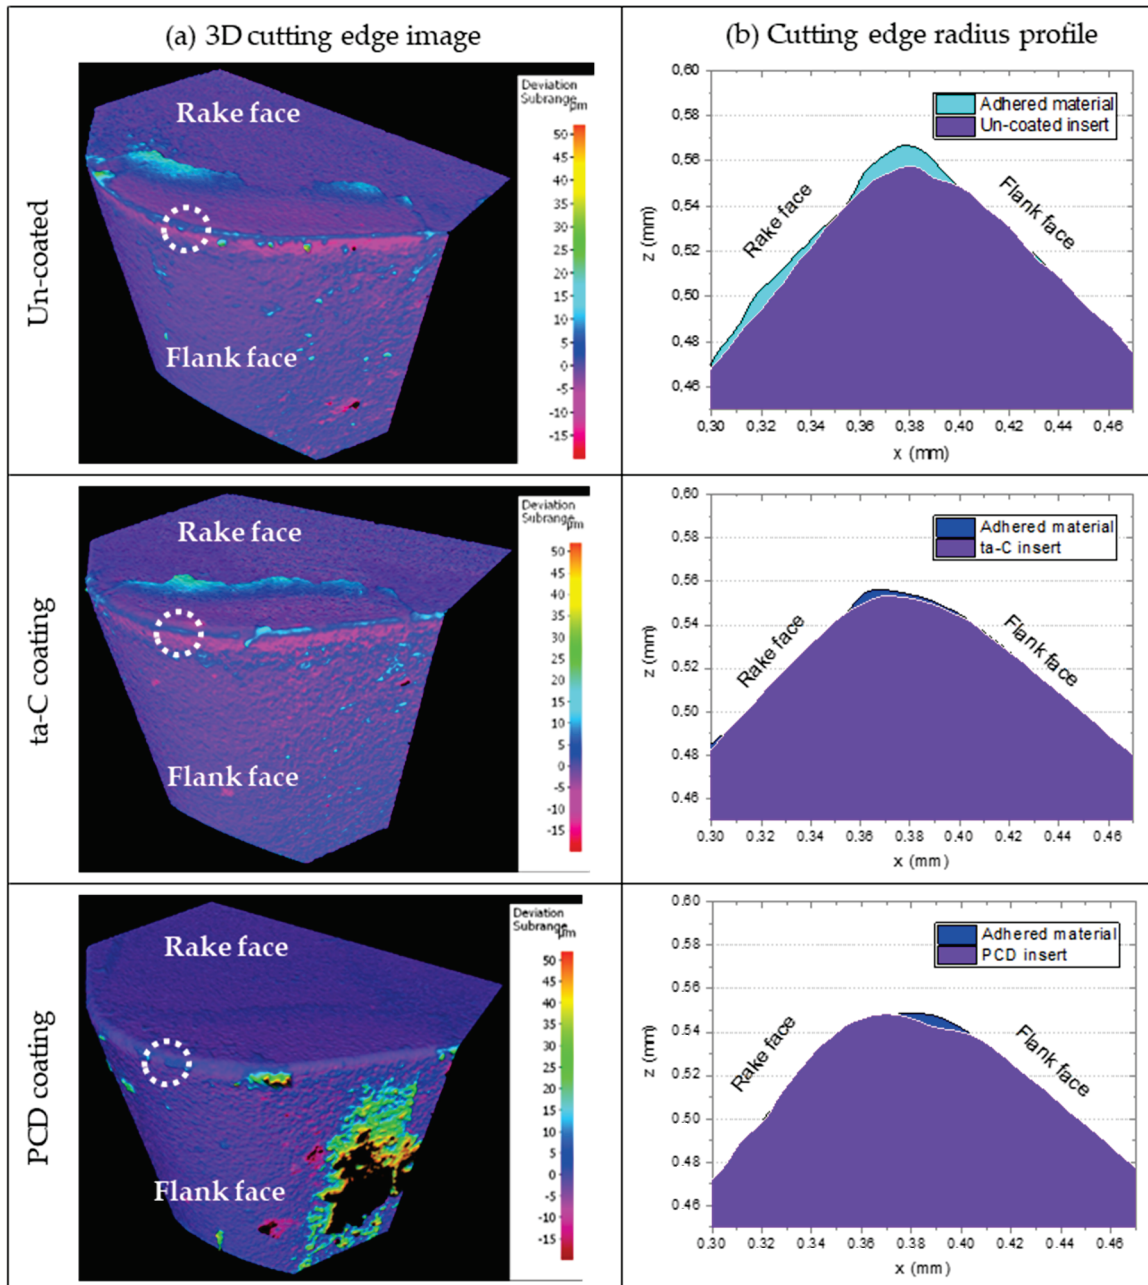 (a) 3D cutting edge image
(b) Cutting edge radius profile
Un-coated
Rake face
Flank face
Deviation
Subrange
µm
50
45
40
35
30
25
20
15
10
5
0
-5
-10
-15
0,60
0,58
0,56
0,54
0,52
0,50
0,48
0,46
z (mm)
Adhered material
Un-coated insert
Rake face
Flank face
0,30 0,32 0,34 0,36 0,38 0,40 0,42 0,44 0,46
x (mm)
ta-C coating
Rake face
Flank face
Deviation
Subrange
µm
50
45
40
35
30
25
20
15
10
5
0
-5
-10
-15
0.60
0.58
0.56
0.54
0.52
0.50
0.48
0.46
z (mm)
Adhered material
ta-C insert
Rake face
Flank face
0.30 0.32 0.34 0.36 0.38 0.40 0.42 0.44 0.46
x (mm)
PCD coating
Rake face
Flank face
Deviation
Subrange
µm
50
45
40
35
30
25
20
15
10
5
0
-5
-10
-15
0.60
0.58
0.56
0.54
0.52
0.50
0.48
0.46
z (mm)
Adhered material
PCD insert
Rake face
Flank face
0.30 0.32 0.34 0.36 0.38 0.40 0.42 0.44 0.46
x (mm)